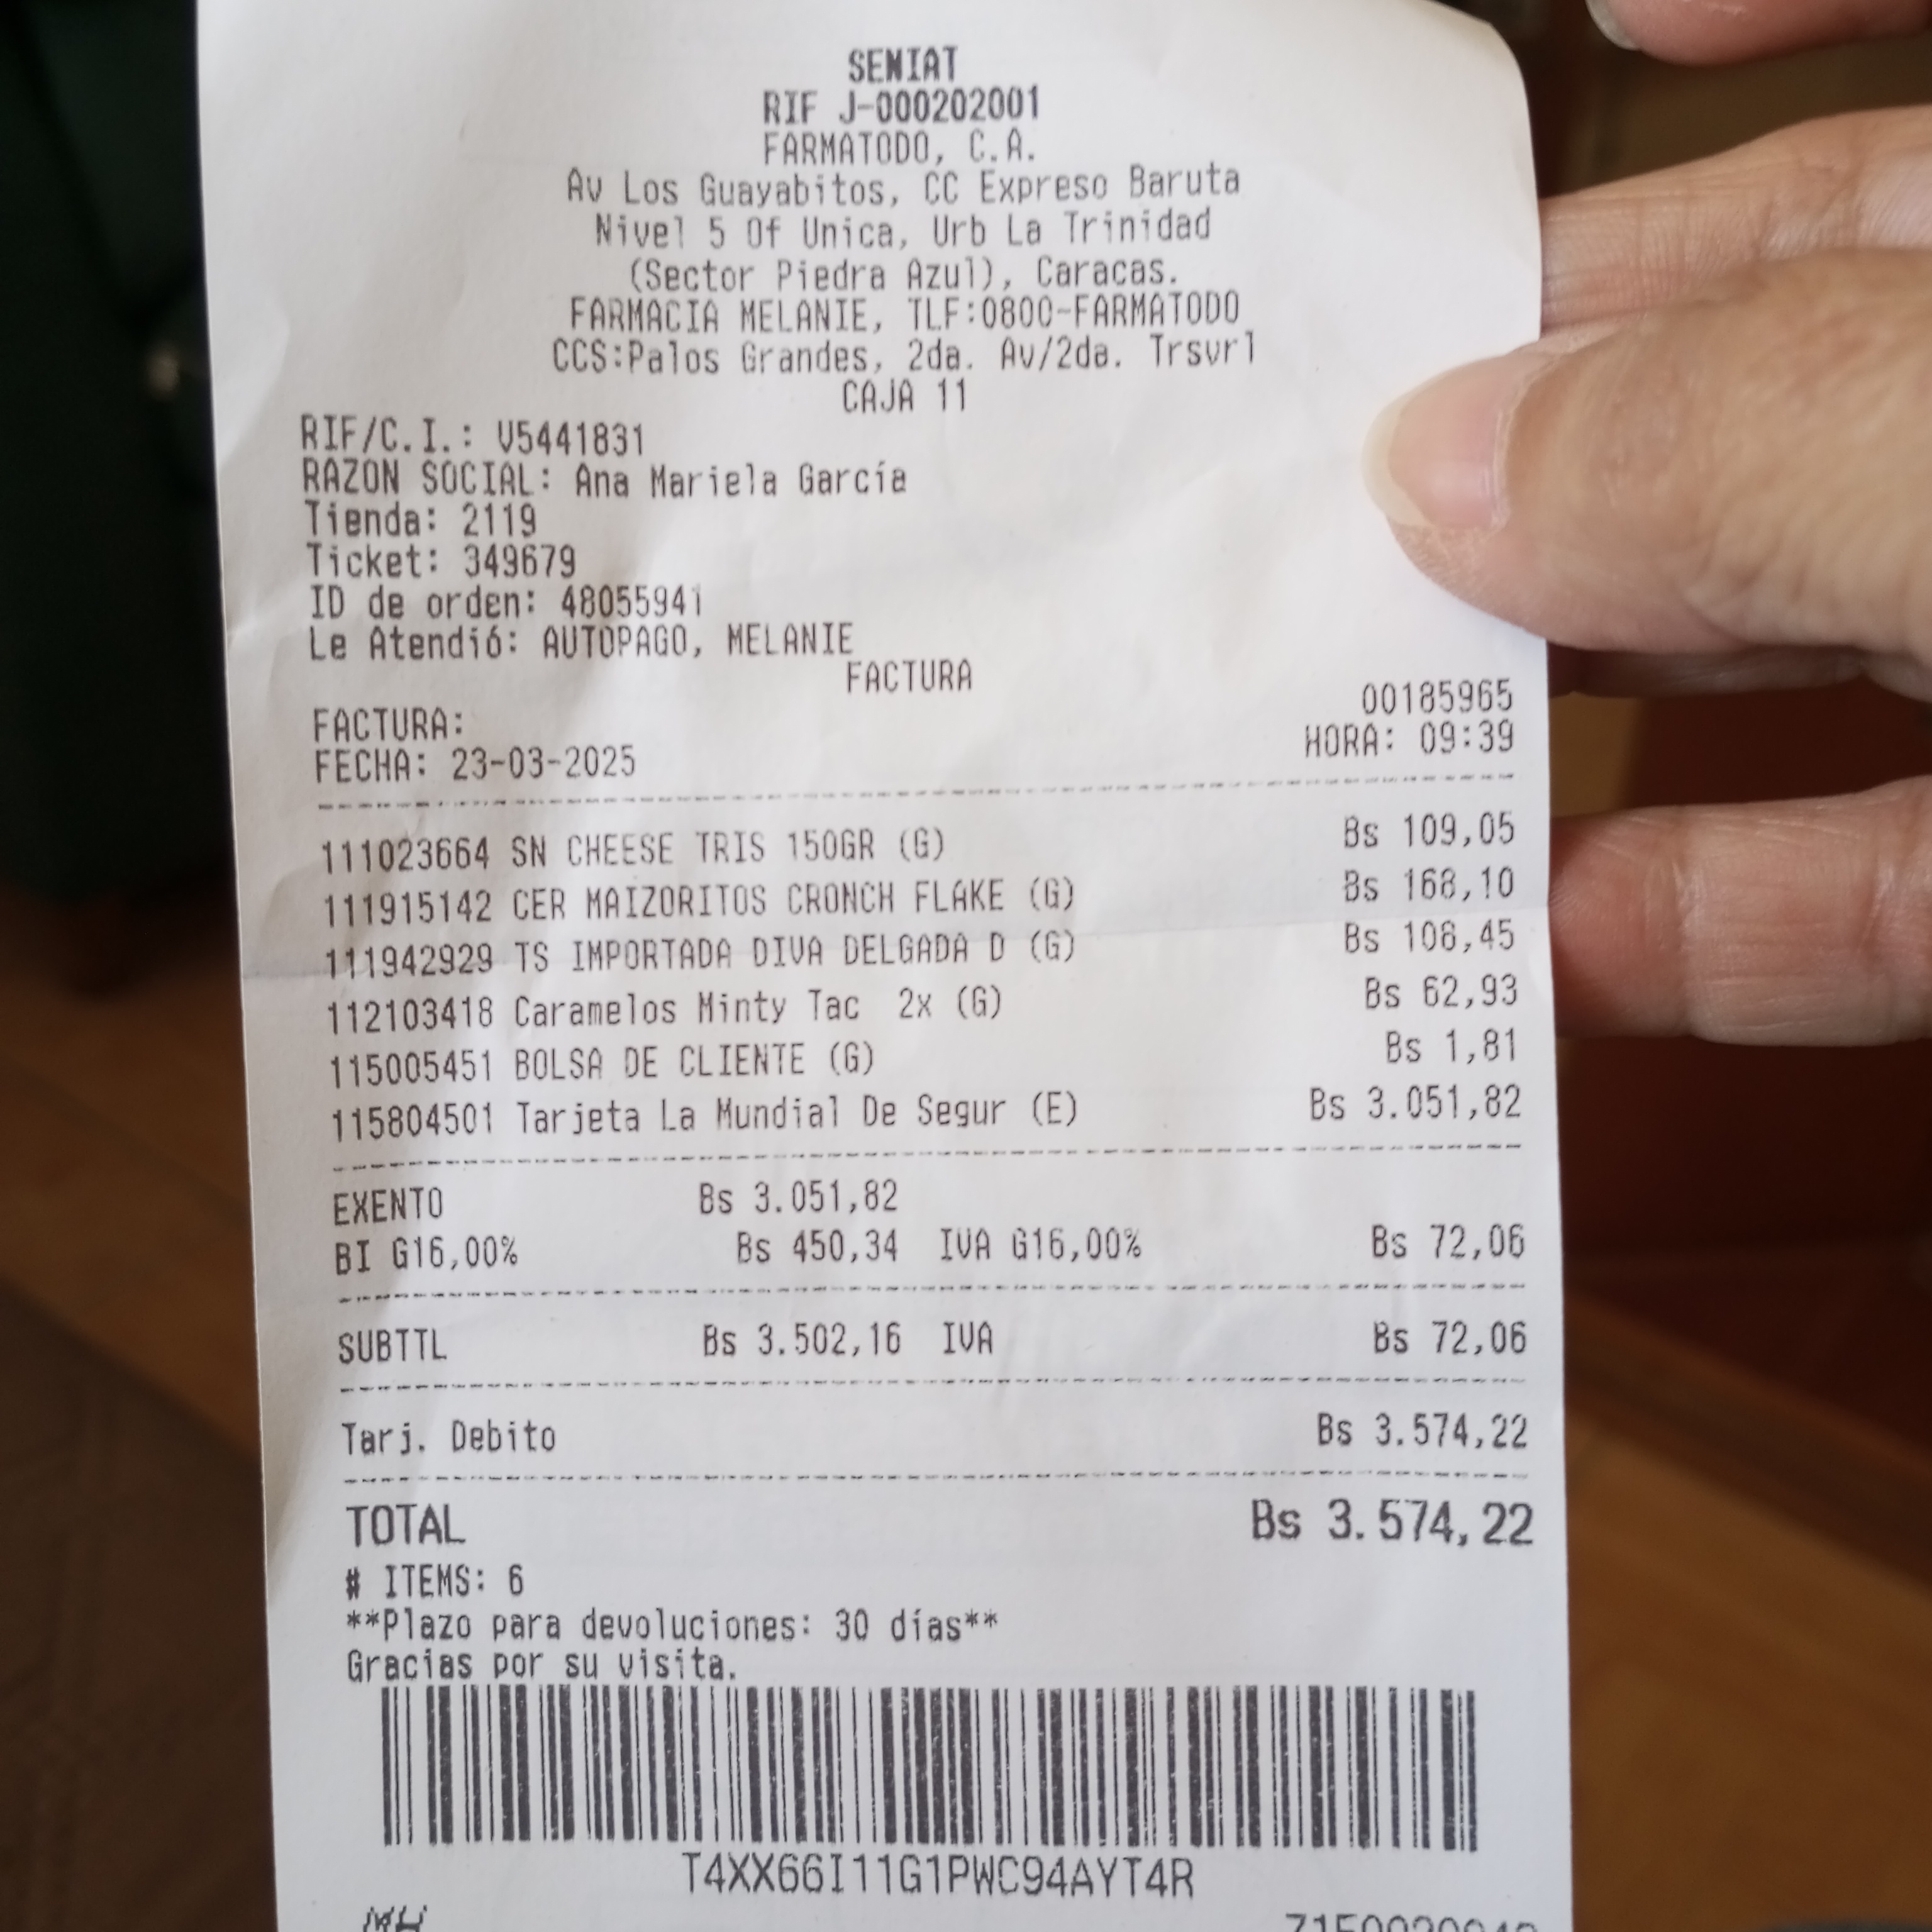 SENIAT
RIF J-000202001
FARMATODO, C.A.
Av Los Guayabitos, CC Expreso Baruta
Nivel 5 Of Unica, Urb La Trinidad
(Sector Piedra Azul), Caracas.
FARMACIA MELANIE, TLF:0800-FARMATODO
CCS:Palos Grandes, 2da. Av/2da. Trsvrl
CAJA 11
RIF/C.I.: V5441831
RAZON SOCIAL: Ana Mariela García
Tienda: 2119
Ticket: 349679
ID de orden: 48055941
Le Atendió: AUTOPAGO, MELANIE
FACTURA
FACTURA: 00185965
FECHA: 23-03-2025 HORA: 09:39
111023664 SN CHEESE TRIS 150GR (G) Bs 109,05
111915142 CER MAIZORITOS CRONCH FLAKE (G) Bs 168,10
111942929 TS IMPORTADA DIVA DELGADA D (G) Bs 108,45
112103418 Caramelos Minty Tac 2x (G) Bs 62,93
115005451 BOLSA DE CLIENTE (G) Bs 1,81
115804501 Tarjeta La Mundial De Segur (E) Bs 3.051,82
EXENTO Bs 3.051,82
BI G16,00% Bs 450,34 IVA G16,00% Bs 72,06
SUBTTL Bs 3.502,16 IVA Bs 72,06
Tarj. Debito Bs 3.574,22
TOTAL Bs 3.574,22
# ITEMS: 6
**Plazo para devoluciones: 30 días**
Gracias por su visita.
T4XX66I11G1PWC94AYT4R
MH